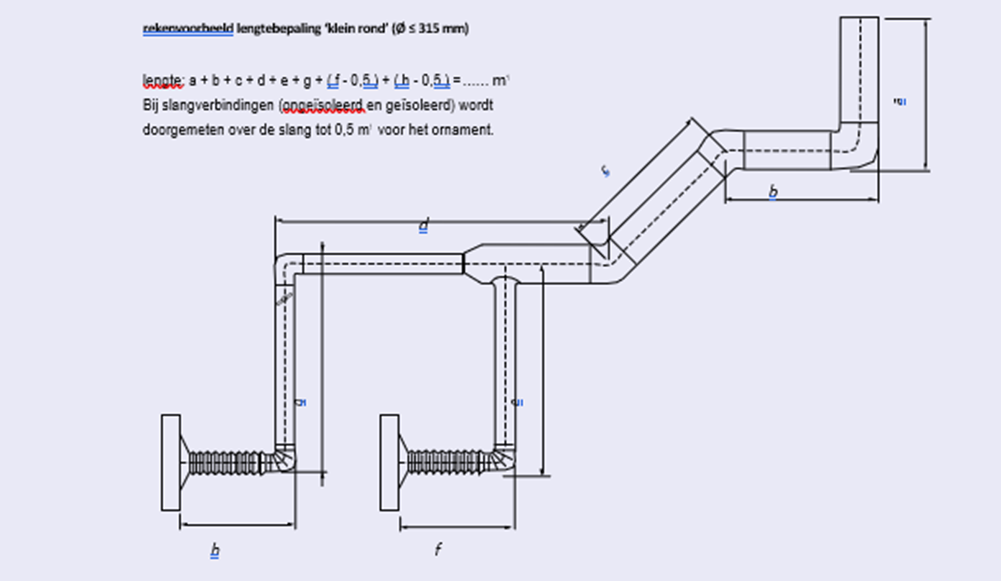 rekenvoorbeeld lengtebepaling 'klein rond' (Ø ≤ 315 mm)
lengte: a + b + c + d + e + g + ( f - 0,5 ) + ( h - 0,5 ) = ...... m¹
Bij slangverbindingen (ongeïsoleerd en geïsoleerd) wordt
doorgemeten over de slang tot 0,5 m¹ voor het ornament.
a
b
c
d
g
e
h
f